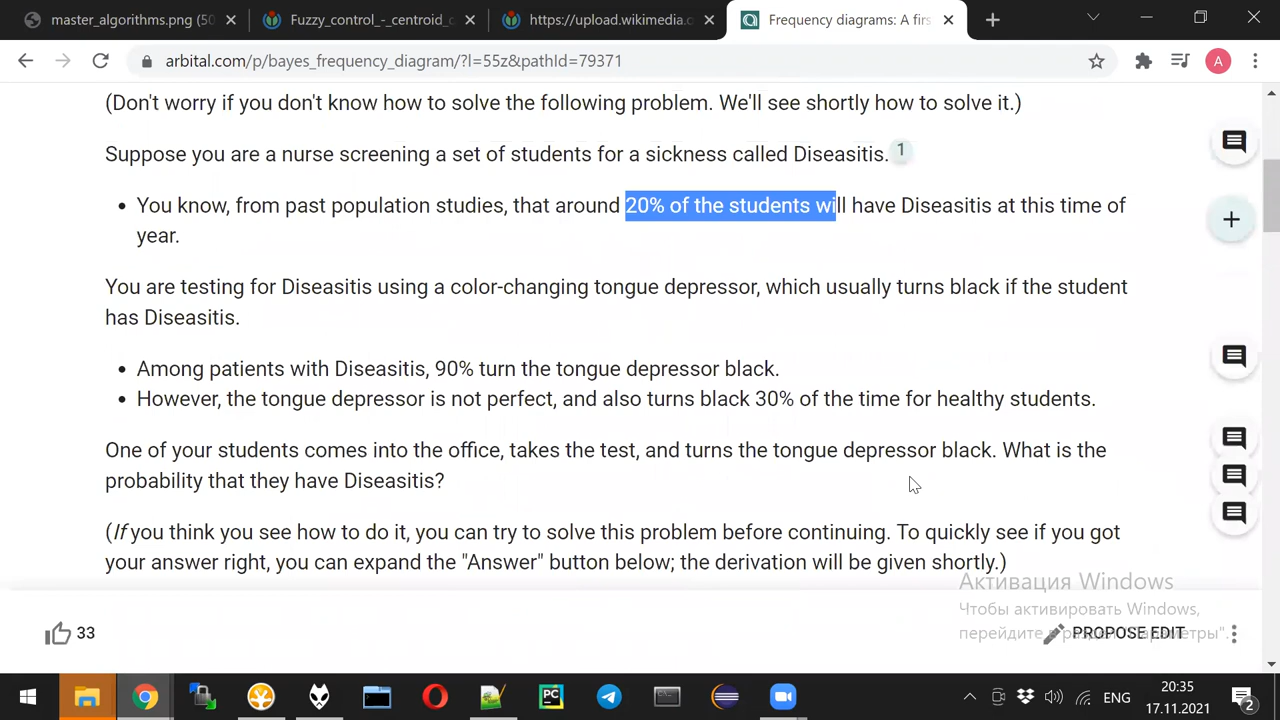 master_algorithms.png (50
Fuzzy_control_-_centroid_c
https://upload.wikimedia.o
Frequency diagrams: A firs
arbital.com/p/bayes_frequency_diagram/?l=55z&pathId=79371
A
(Don't worry if you don't know how to solve the following problem. We'll see shortly how to solve it.)
Suppose you are a nurse screening a set of students for a sickness called Diseasitis. 1
• You know, from past population studies, that around 20% of the students will have Diseasitis at this time of
year.
You are testing for Diseasitis using a color-changing tongue depressor, which usually turns black if the student
has Diseasitis.
• Among patients with Diseasitis, 90% turn the tongue depressor black.
• However, the tongue depressor is not perfect, and also turns black 30% of the time for healthy students.
One of your students comes into the office, takes the test, and turns the tongue depressor black. What is the
probability that they have Diseasitis?
(If you think you see how to do it, you can try to solve this problem before continuing. To quickly see if you got
your answer right, you can expand the "Answer" button below; the derivation will be given shortly.)
Активация Windows
Чтобы активировать Windows,
перейдите в раздел "Параметры".
33
PROPOSE EDIT
PC
ENG
20:35
17.11.2021
2